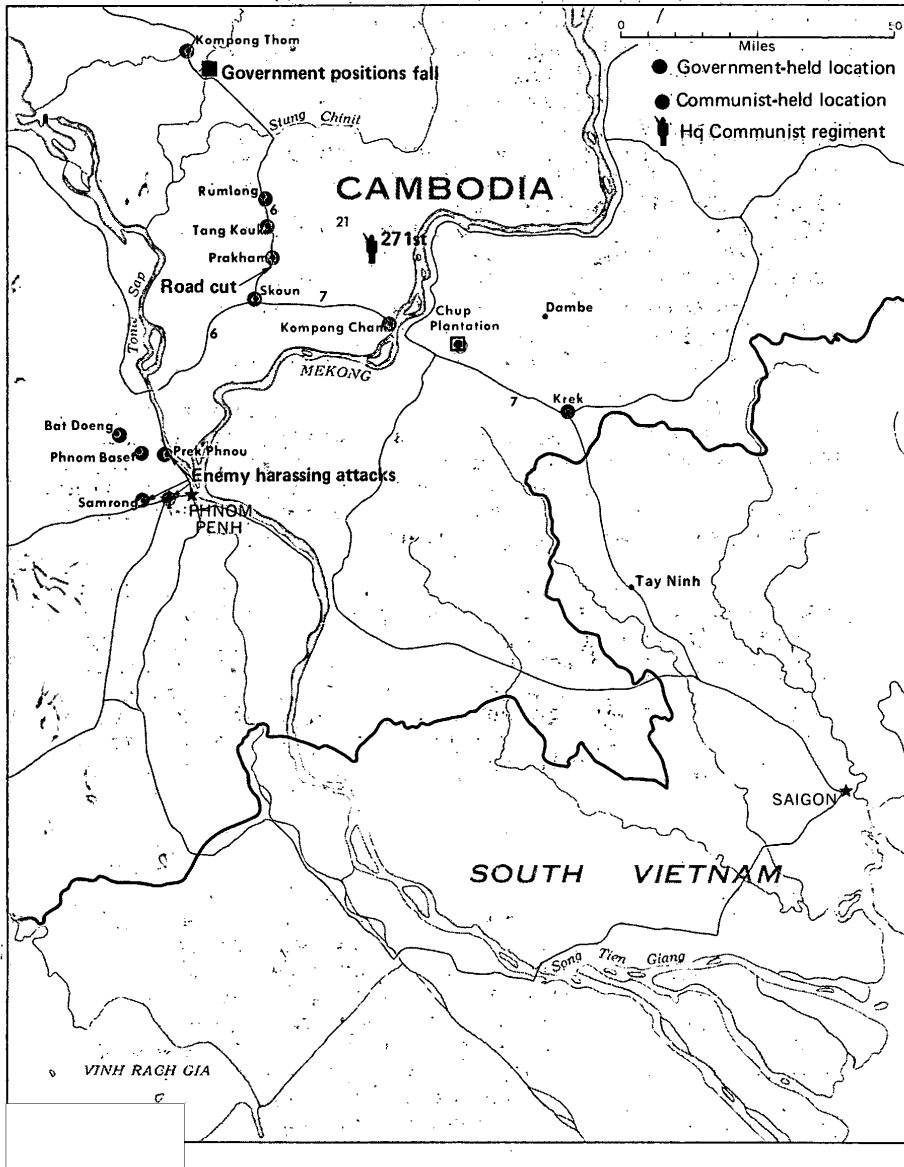 0 50
Miles
Government-held location
Communist-held location
Hq Communist regiment
Kompong Thom
Government positions fall
Stung Chinit
CAMBODIA
Rumlong
6
Tang Kouk
21
271st
Prakham
Road cut
Skoun
7
Tonle Sap
6
Kompong Cham
Chup
Plantation
Dambe
MEKONG
7
Krek
Bat Doeng
Phnom Baset
Prek Phnou
Enemy harassing attacks
Samrong
PHNOM
PENH
Tay Ninh
SAIGON
SOUTH VIETNAM
Song Tien Giang
VINH RACH GIA